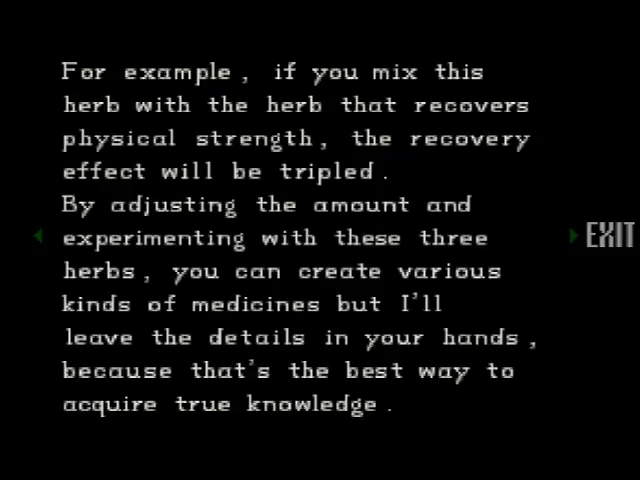 For example, if you mix this
herb with the herb that recovers
physical strength, the recovery
effect will be tripled.
By adjusting the amount and
experimenting with these three
EXIT
herbs, you can create various
kinds of medicines but I'll
leave the details in your hands,
because that's the best way to
acquire true knowledge.